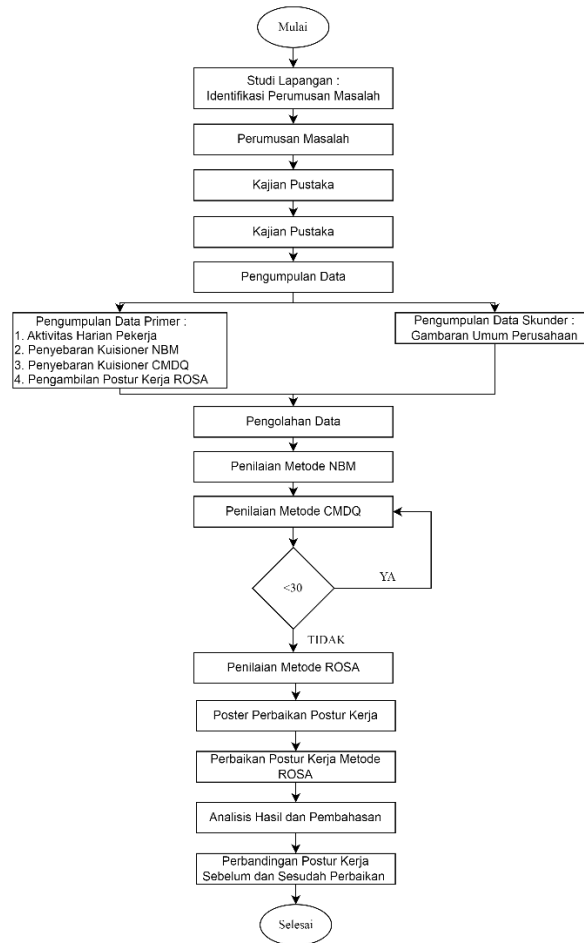 Mulai
Studi Lapangan :
Identifikasi Perumusan Masalah
Perumusan Masalah
Kajian Pustaka
Kajian Pustaka
Pengumpulan Data
Pengumpulan Data Primer :
1. Aktivitas Harian Pekerja
2. Penyebaran Kuisioner NBM
3. Penyebaran Kuisioner CMDQ
4. Pengambilan Postur Kerja ROSA
Pengumpulan Data Skunder :
Gambaran Umum Perusahaan
Pengolahan Data
Penilaian Metode NBM
Penilaian Metode CMDQ
<30
YA
TIDAK
Penilaian Metode ROSA
Poster Perbaikan Postur Kerja
Perbaikan Postur Kerja Metode
ROSA
Analisis Hasil dan Pembahasan
Perbandingan Postur Kerja
Sebelum dan Sesudah Perbaikan
Selesai